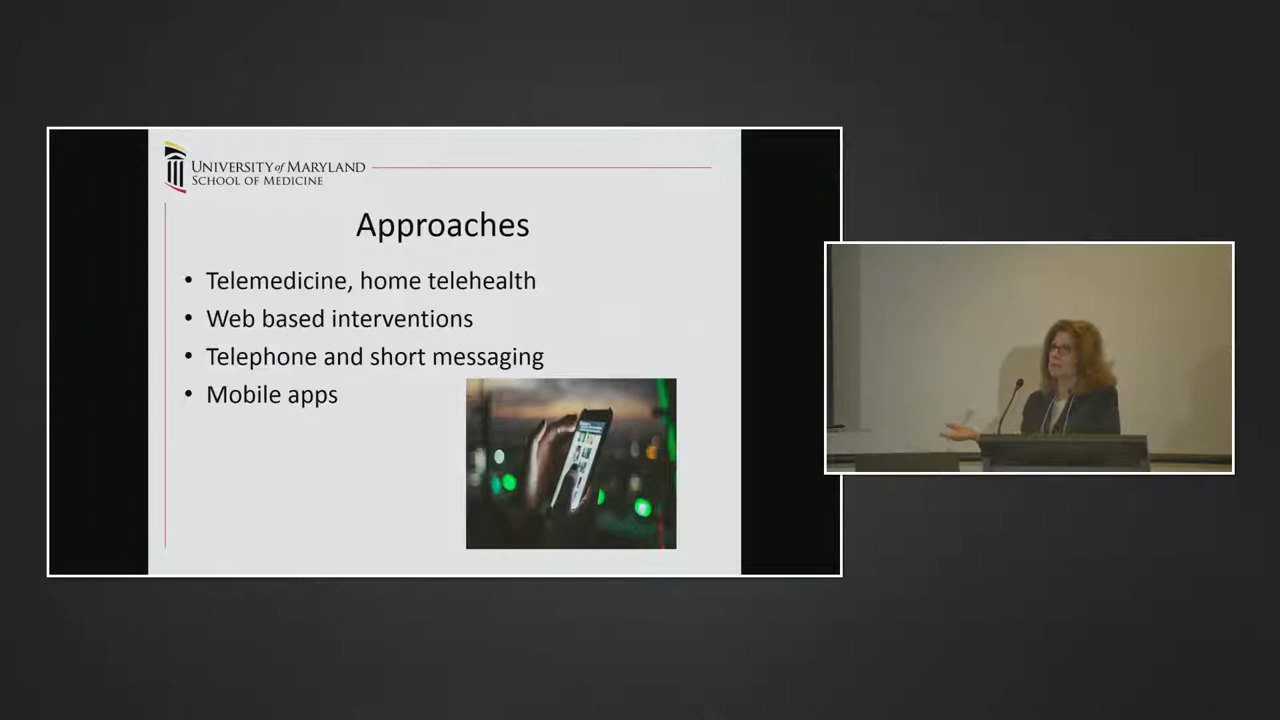 UNIVERSITY of MARYLAND
SCHOOL OF MEDICINE
Approaches
• Telemedicine, home telehealth
• Web based interventions
• Telephone and short messaging
• Mobile apps